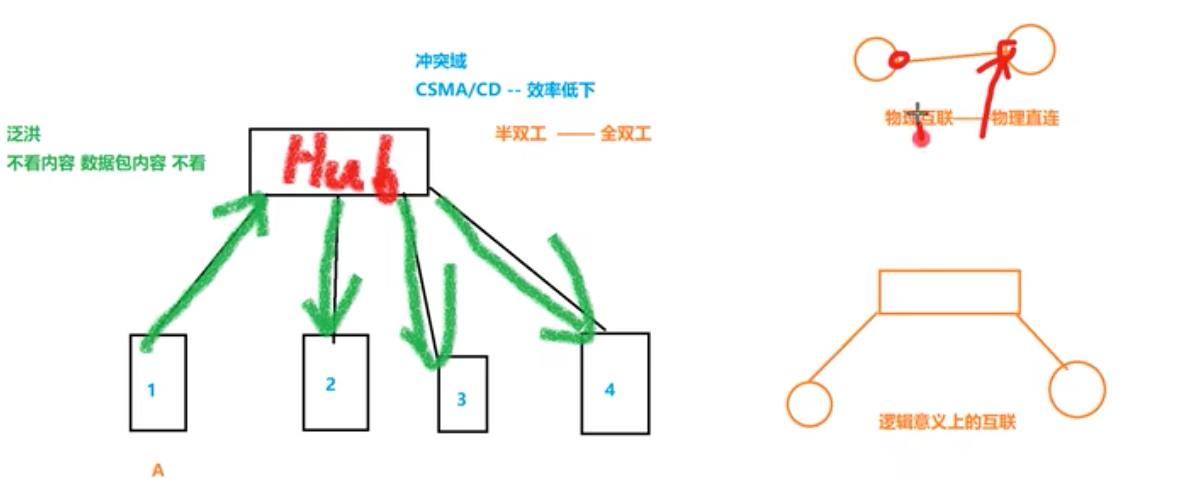 冲突域
CSMA/CD -- 效率低下
半双工 —— 全双工
泛洪
不看内容 数据包内容 不看
Hub
1
2
3
4
A
物理互联——物理直连
逻辑意义上的互联